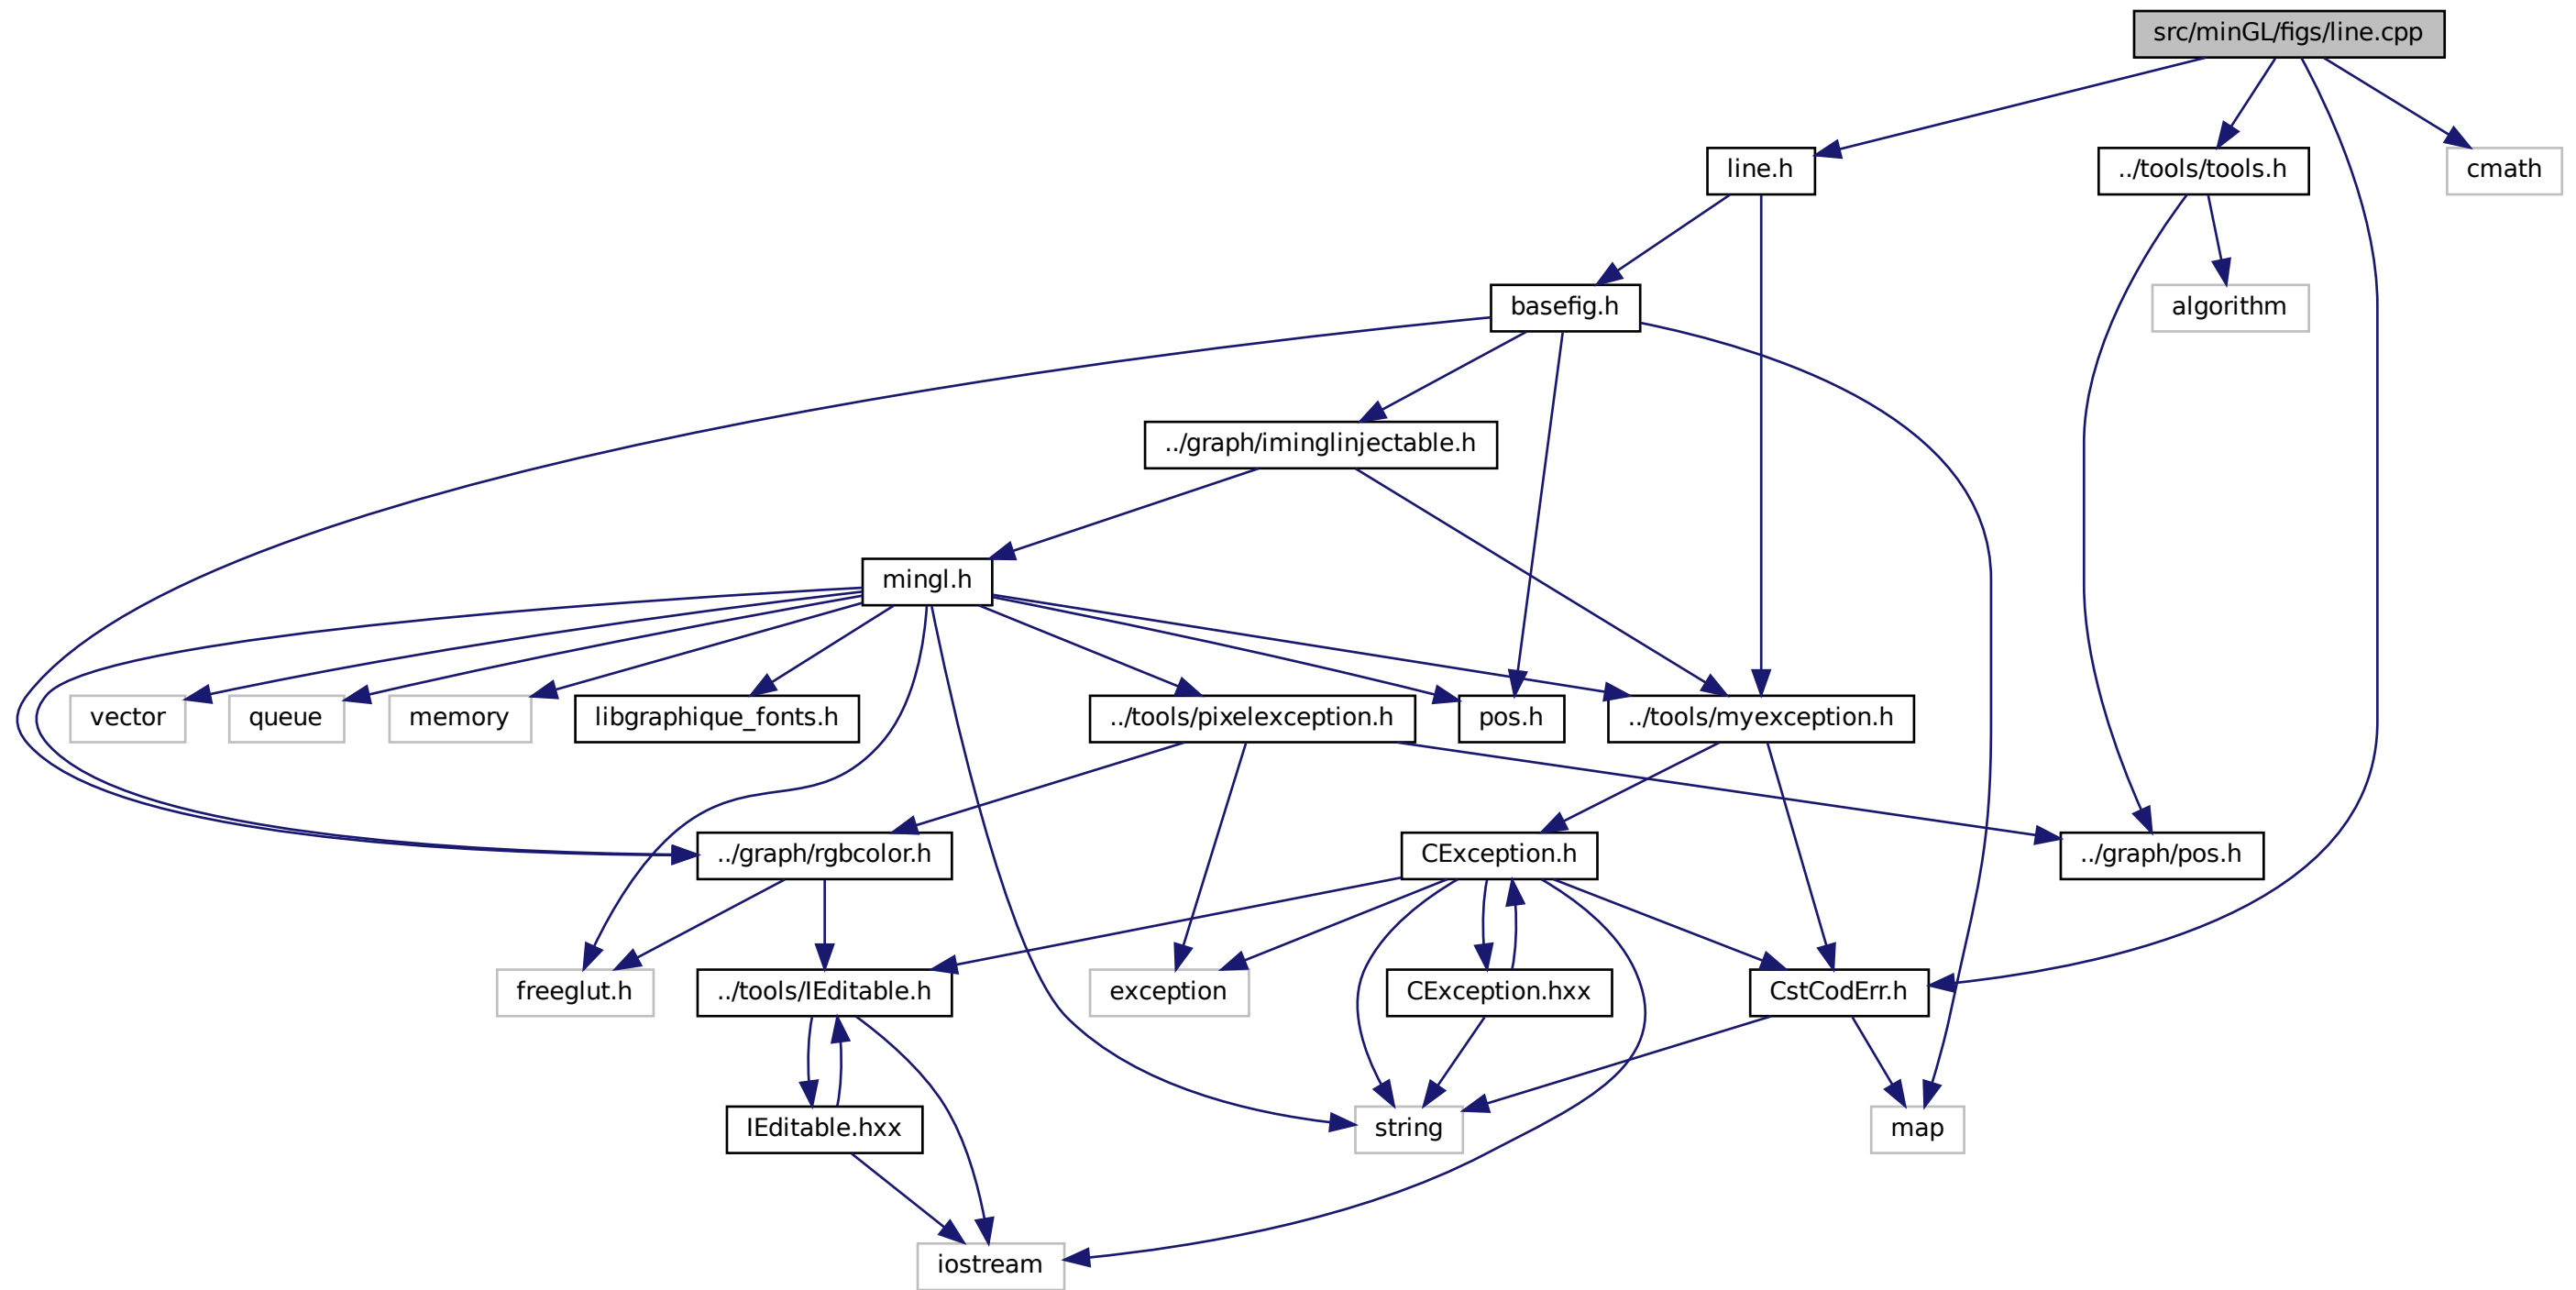 src/minGL/figs/line.cpp
line.h
../tools/tools.h
cmath
basefig.h
algorithm
../graph/iminglinjectable.h
mingl.h
vector
queue
memory
libgraphique_fonts.h
../tools/pixelexception.h
pos.h
../tools/myexception.h
../graph/rgbcolor.h
CException.h
../graph/pos.h
freeglut.h
../tools/IEditable.h
exception
CException.hxx
CstCodErr.h
IEditable.hxx
string
map
iostream